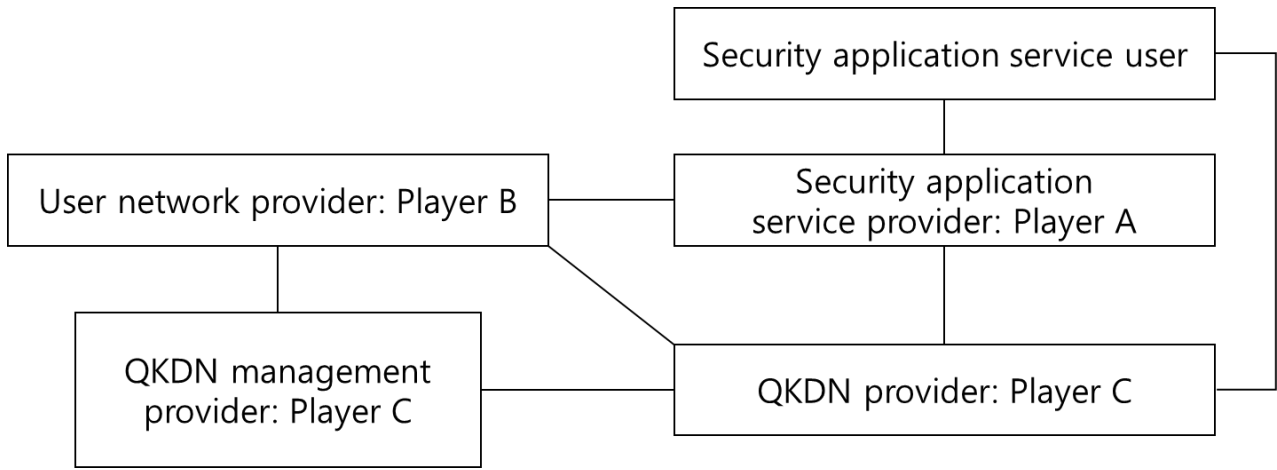 Security application service user
User network provider: Player B
Security application
service provider: Player A
QKDN management
provider: Player C
QKDN provider: Player C